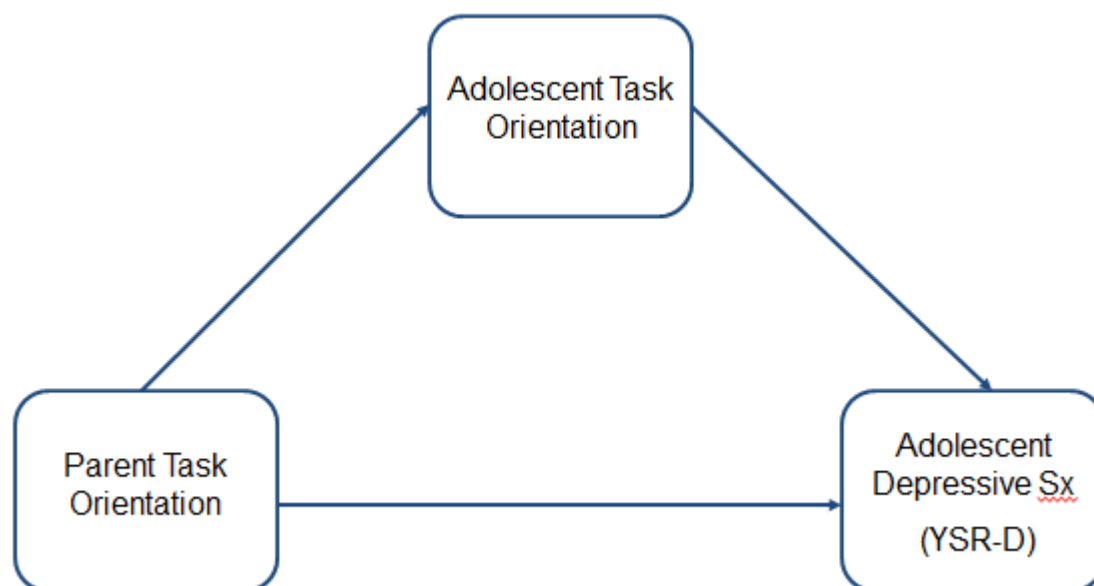 Adolescent Task
Orientation
Parent Task
Orientation
Adolescent
Depressive Sx
(YSR-D)